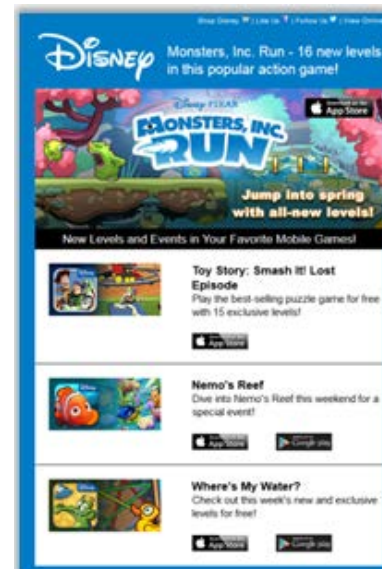 Shop Disney | Like Us | Follow Us | View Online
Disney
Monsters, Inc. Run - 16 new levels
in this popular action game!
Disney PIXAR
MONSTERS, INC.
RUN
App Store
Jump into spring
with all-new levels!
New Levels and Events in Your Favorite Mobile Games!
Toy Story: Smash It! Lost
Episode
Play the best-selling puzzle game for free
with 15 exclusive levels!
App Store
Nemo's Reef
Dive into Nemo's Reef this weekend for a
special event!
App Store
Google play
Where's My Water?
Check out this week's new and exclusive
levels for free!
App Store
Google play